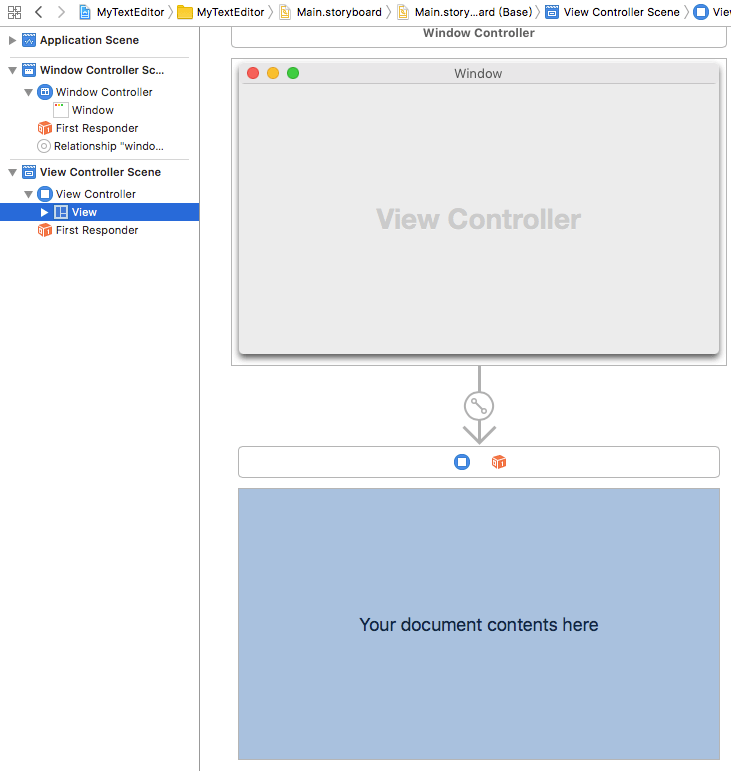 MyTextEditor MyTextEditor Main.storyboard Main.story...ard (Base) View Controller Scene Vie
Application Scene
Window Controller Sc...
Window Controller
Window
First Responder
Relationship "windo...
View Controller Scene
View Controller
View
First Responder
Window Controller
Window
View Controller
Your document contents here